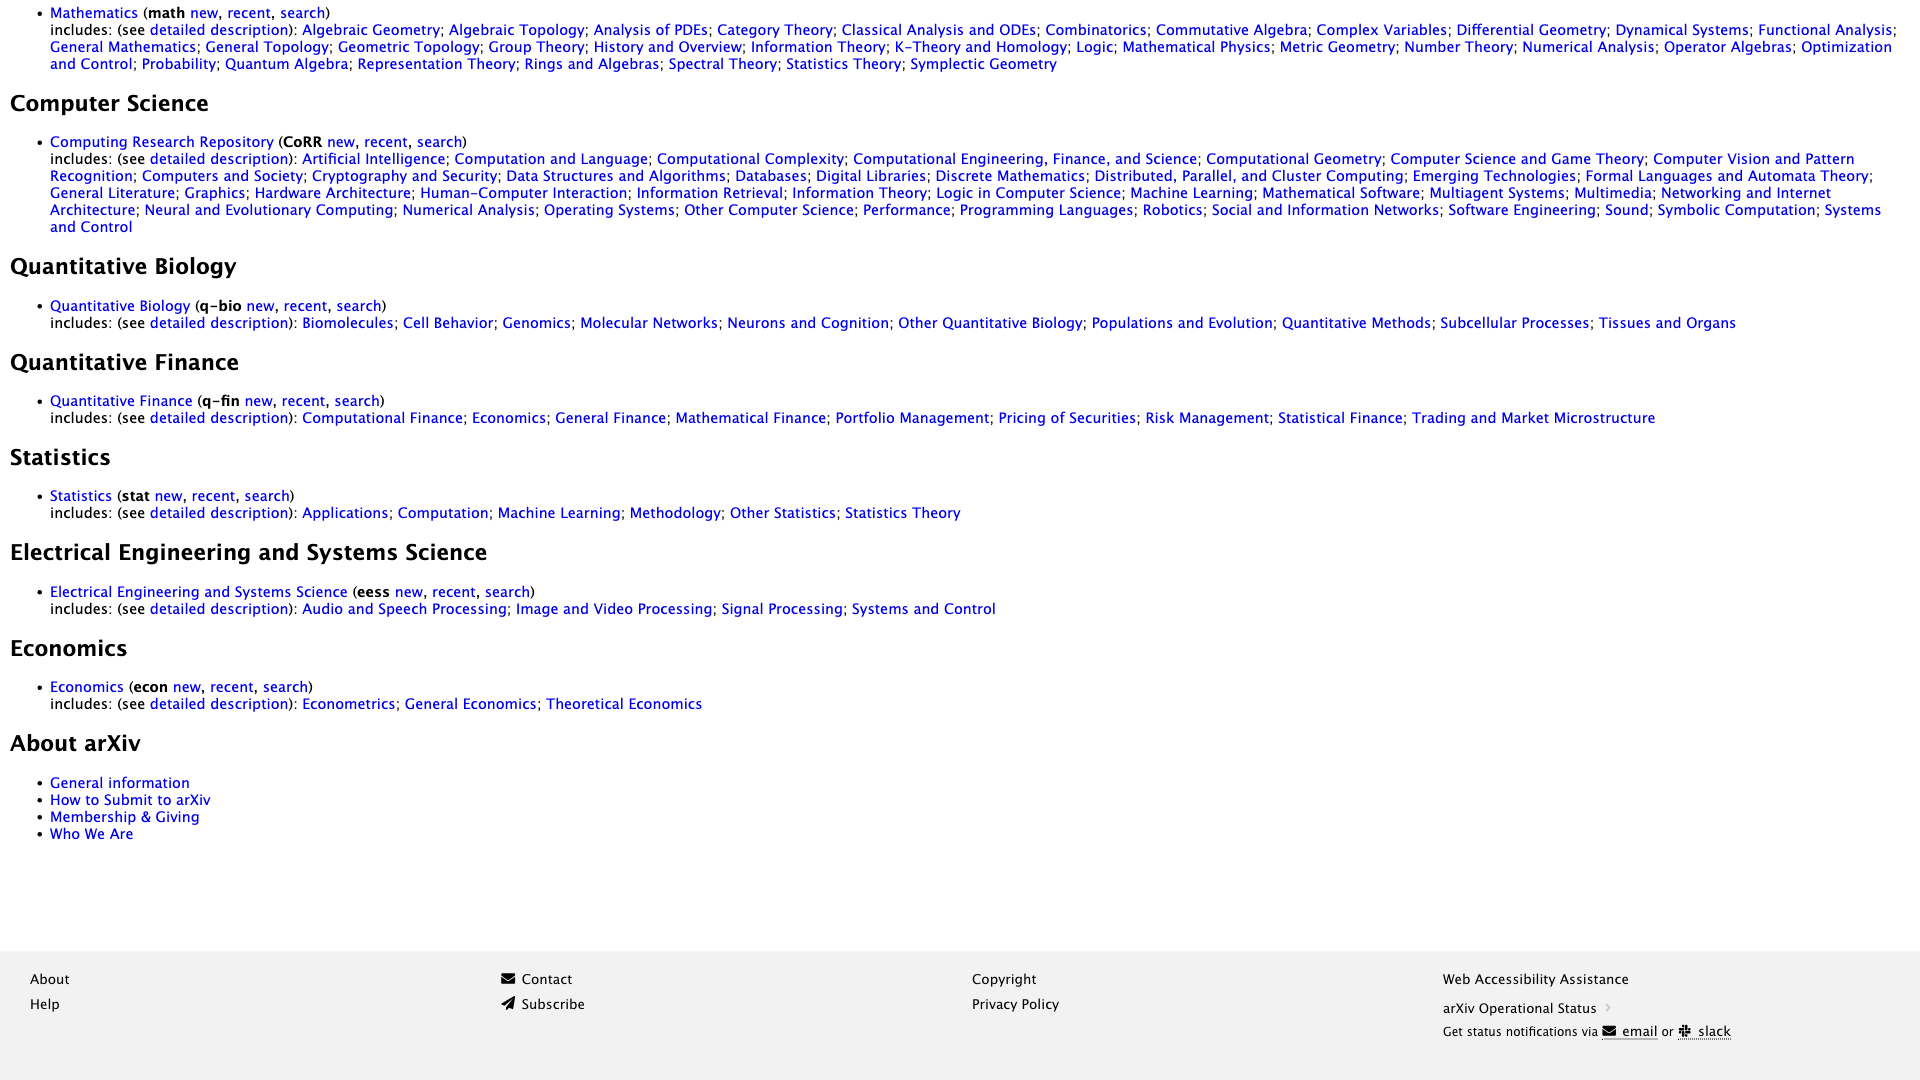 • Mathematics (math new, recent, search)
includes: (see detailed description): Algebraic Geometry; Algebraic Topology; Analysis of PDEs; Category Theory; Classical Analysis and ODEs; Combinatorics; Commutative Algebra; Complex Variables; Differential Geometry; Dynamical Systems; Functional Analysis;
General Mathematics; General Topology; Geometric Topology; Group Theory; History and Overview; Information Theory; K-Theory and Homology; Logic; Mathematical Physics; Metric Geometry; Number Theory; Numerical Analysis; Operator Algebras; Optimization
and Control; Probability; Quantum Algebra; Representation Theory; Rings and Algebras; Spectral Theory; Statistics Theory; Symplectic Geometry
Computer Science
• Computing Research Repository (CoRR new, recent, search)
includes: (see detailed description): Artificial Intelligence; Computation and Language; Computational Complexity; Computational Engineering, Finance, and Science; Computational Geometry; Computer Science and Game Theory; Computer Vision and Pattern
Recognition; Computers and Society; Cryptography and Security; Data Structures and Algorithms; Databases; Digital Libraries; Discrete Mathematics; Distributed, Parallel, and Cluster Computing; Emerging Technologies; Formal Languages and Automata Theory;
General Literature; Graphics; Hardware Architecture; Human-Computer Interaction; Information Retrieval; Information Theory; Logic in Computer Science; Machine Learning; Mathematical Software; Multiagent Systems; Multimedia; Networking and Internet
Architecture; Neural and Evolutionary Computing; Numerical Analysis; Operating Systems; Other Computer Science; Performance; Programming Languages; Robotics; Social and Information Networks; Software Engineering; Sound; Symbolic Computation; Systems
and Control
Quantitative Biology
• Quantitative Biology (q-bio new, recent, search)
includes: (see detailed description): Biomolecules; Cell Behavior; Genomics; Molecular Networks; Neurons and Cognition; Other Quantitative Biology; Populations and Evolution; Quantitative Methods; Subcellular Processes; Tissues and Organs
Quantitative Finance
• Quantitative Finance (q-fin new, recent, search)
includes: (see detailed description): Computational Finance; Economics; General Finance; Mathematical Finance; Portfolio Management; Pricing of Securities; Risk Management; Statistical Finance; Trading and Market Microstructure
Statistics
• Statistics (stat new, recent, search)
includes: (see detailed description): Applications; Computation; Machine Learning; Methodology; Other Statistics; Statistics Theory
Electrical Engineering and Systems Science
• Electrical Engineering and Systems Science (eess new, recent, search)
includes: (see detailed description): Audio and Speech Processing; Image and Video Processing; Signal Processing; Systems and Control
Economics
• Economics (econ new, recent, search)
includes: (see detailed description): Econometrics; General Economics; Theoretical Economics
About arXiv
• General information
• How to Submit to arXiv
• Membership & Giving
• Who We Are
About
Help
Contact
Subscribe
Copyright
Privacy Policy
Web Accessibility Assistance
arXiv Operational Status
Get status notifications via email or slack